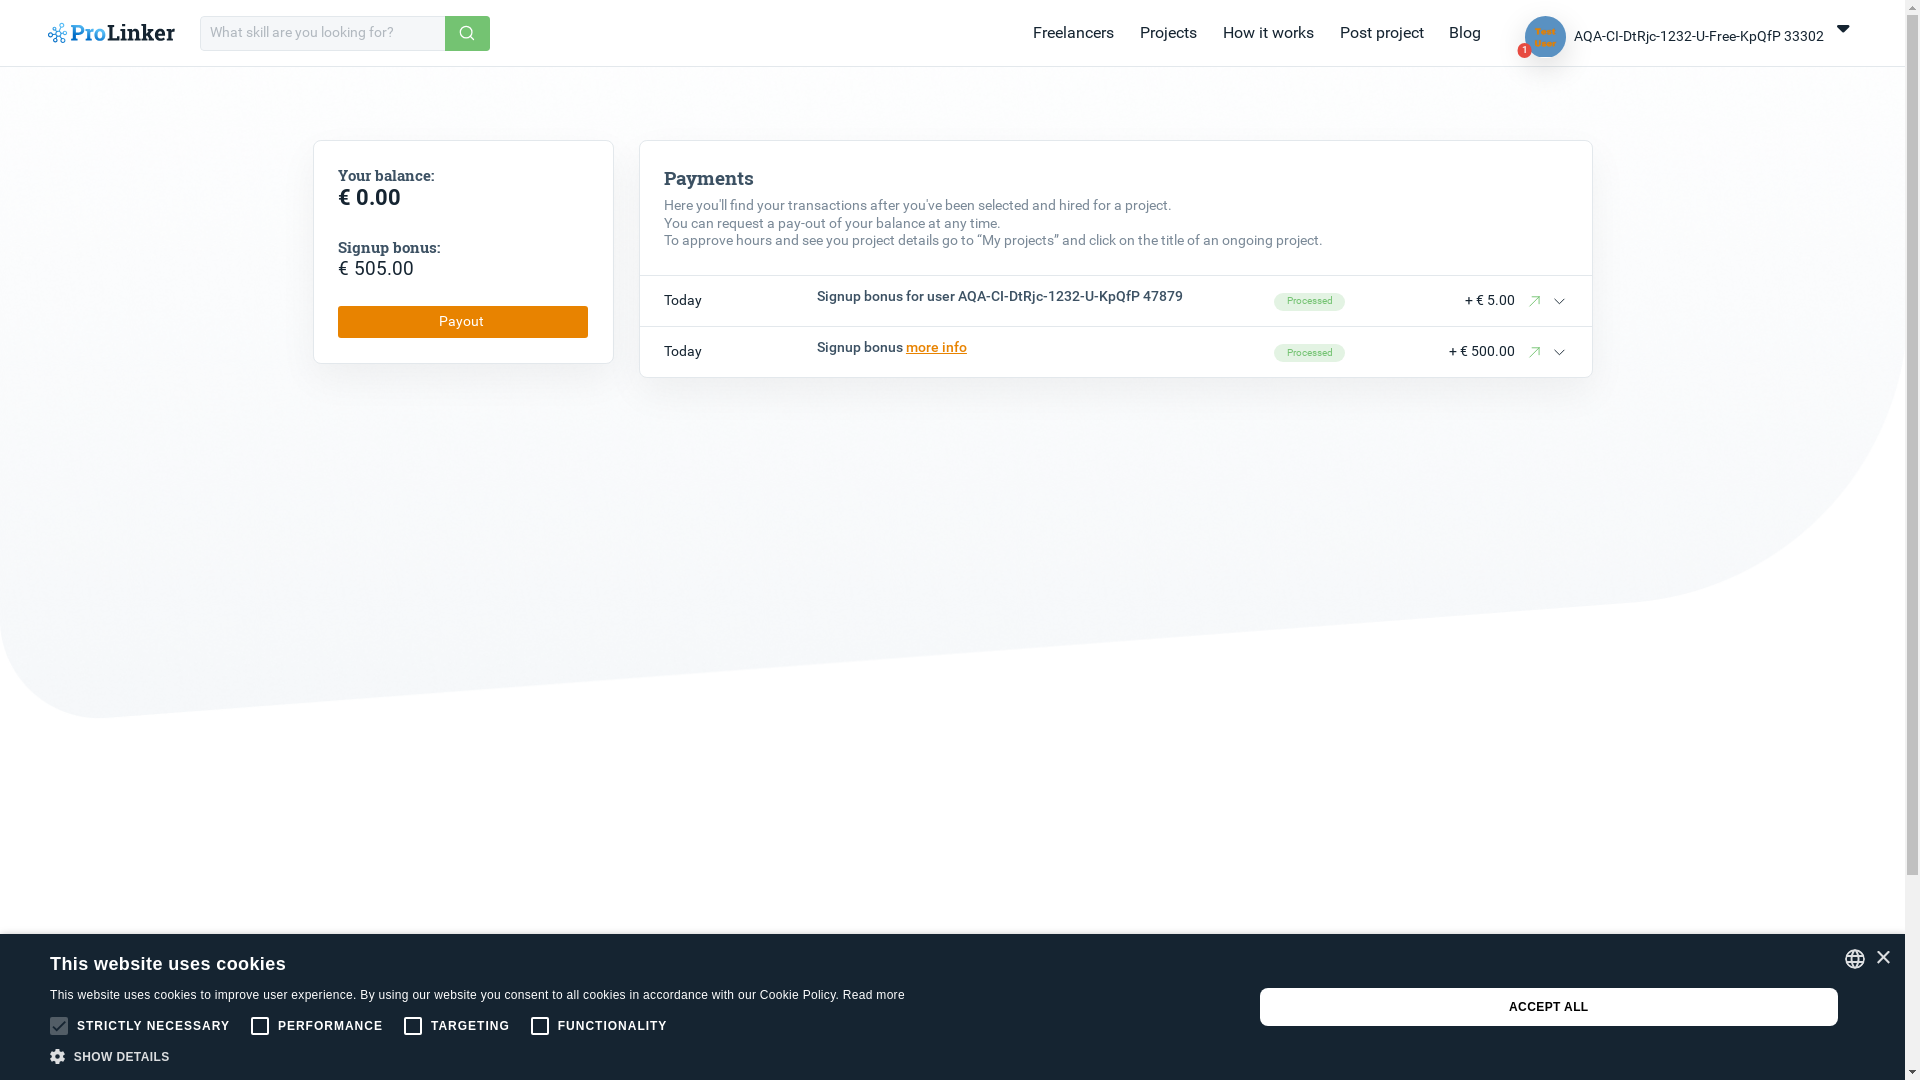 ProLinker
What skill are you looking for?
Freelancers
Projects
How it works
Post project
Blog
Test User
1
AQA-CI-DtRjc-1232-U-Free-KpQfP 33302
Your balance:
€ 0.00
Signup bonus:
€ 505.00
Payout
Payments
Here you'll find your transactions after you've been selected and hired for a project.
You can request a pay-out of your balance at any time.
To approve hours and see you project details go to “My projects” and click on the title of an ongoing project.
Today
Signup bonus for user AQA-CI-DtRjc-1232-U-KpQfP 47879
Processed
+ € 5.00
Today
Signup bonus more info
Processed
+ € 500.00
This website uses cookies
This website uses cookies to improve user experience. By using our website you consent to all cookies in accordance with our Cookie Policy. Read more
STRICTLY NECESSARY
PERFORMANCE
TARGETING
FUNCTIONALITY
SHOW DETAILS
ACCEPT ALL